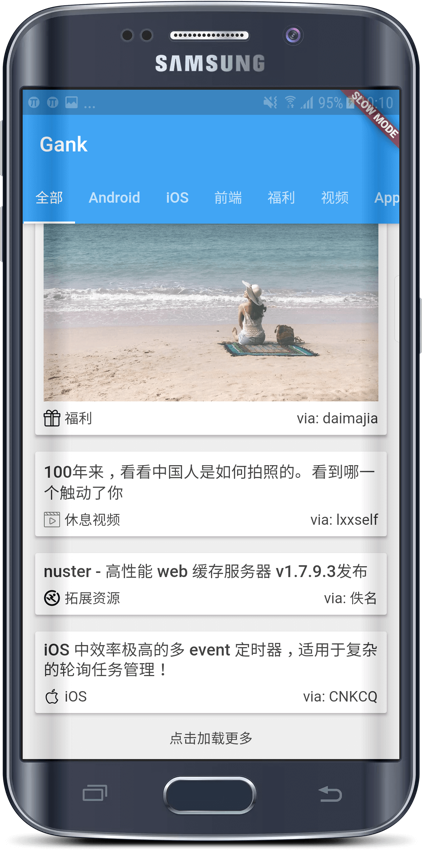 SAMSUNG
... 95% 0:10
SLOW MODE
Gank
全部 Android iOS 前端 福利 视频 App
福利 via: daimajia
100年来，看看中国人是如何拍照的。看到哪一
个触动了你
休息视频 via: lxxself
nuster - 高性能 web 缓存服务器 v1.7.9.3发布
拓展资源 via: 佚名
iOS 中效率极高的多 event 定时器，适用于复杂
的轮询任务管理！
iOS via: CNKCQ
点击加载更多